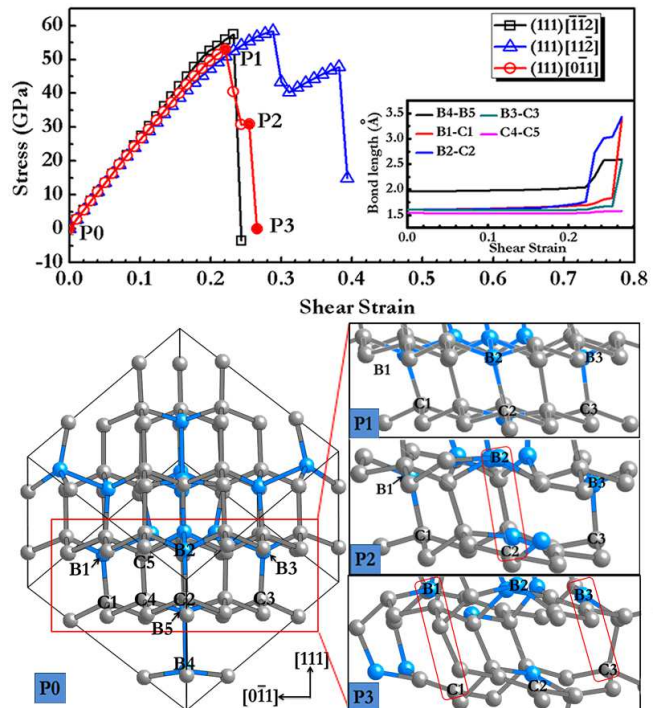 60
50
40
30
20
10
0
-10
Stress (GPa)
0.0 0.1 0.2 0.3 0.4 0.5 0.6 0.7 0.8
Shear Strain
P0
P1
P2
P3
(111)[1̅1̅2]
(111)[112̅]
(111)[01̅1]
B4-B5
B1-C1
B2-C2
B3-C3
C4-C5
Bond length (Å)
3.5
3.0
2.5
2.0
1.5
0.0 0.1 0.2
Shear Strain
B1
C5
B2
B3
C1
C4
C2
C3
B5
B4
P0
[111]
[01̅1]
B1
B2
B3
C1
C2
C3
P1
B2
B1
B3
C1
C2
C3
P2
B1
B2
B3
C1
C2
C3
P3